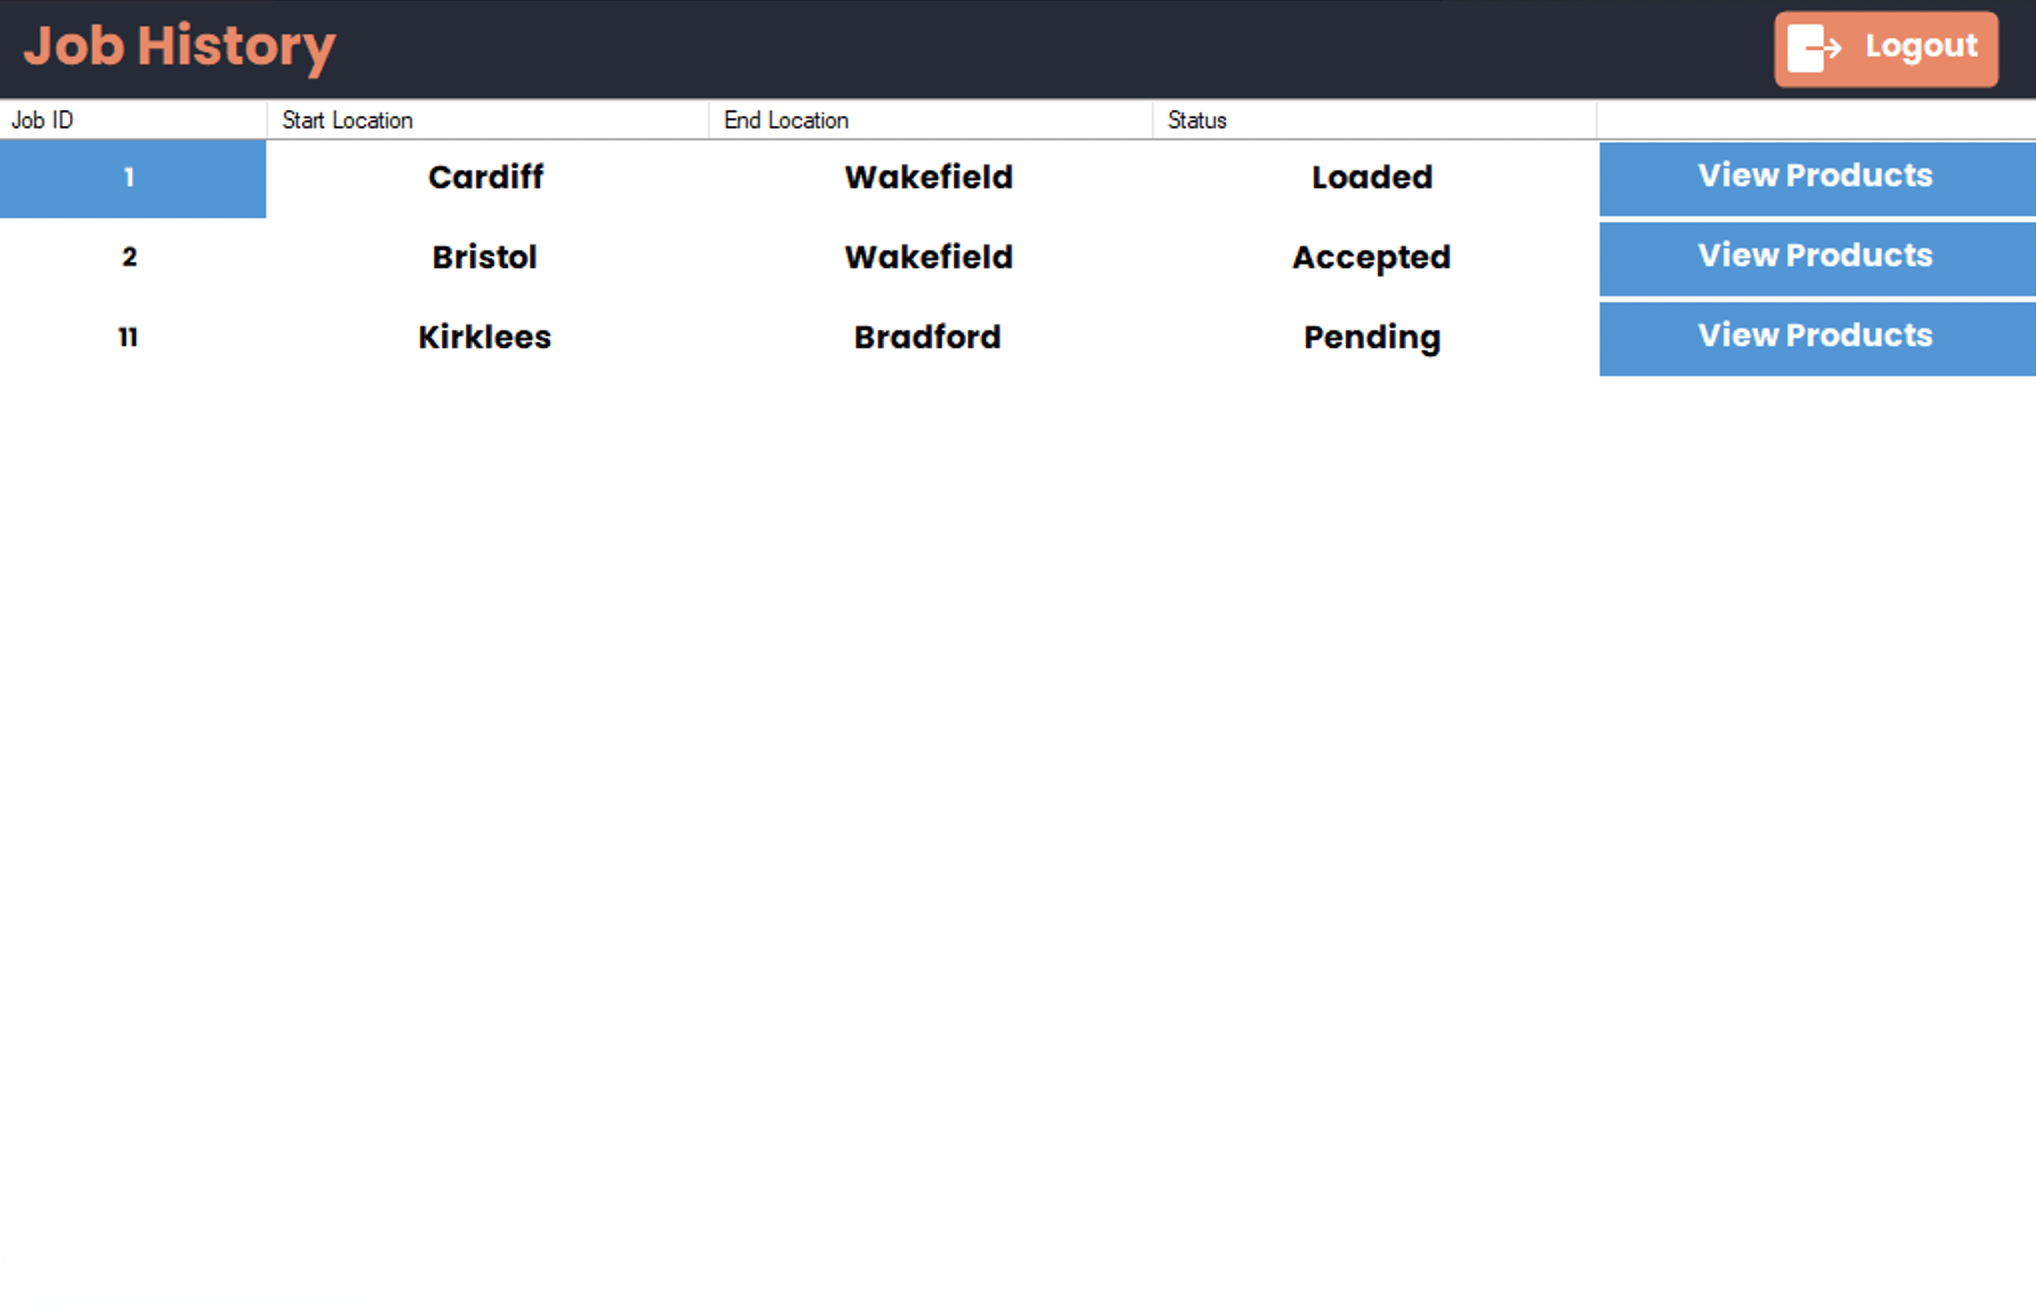 Job History
Logout
Job ID Start Location End Location Status
1 Cardiff Wakefield Loaded View Products
2 Bristol Wakefield Accepted View Products
11 Kirklees Bradford Pending View Products